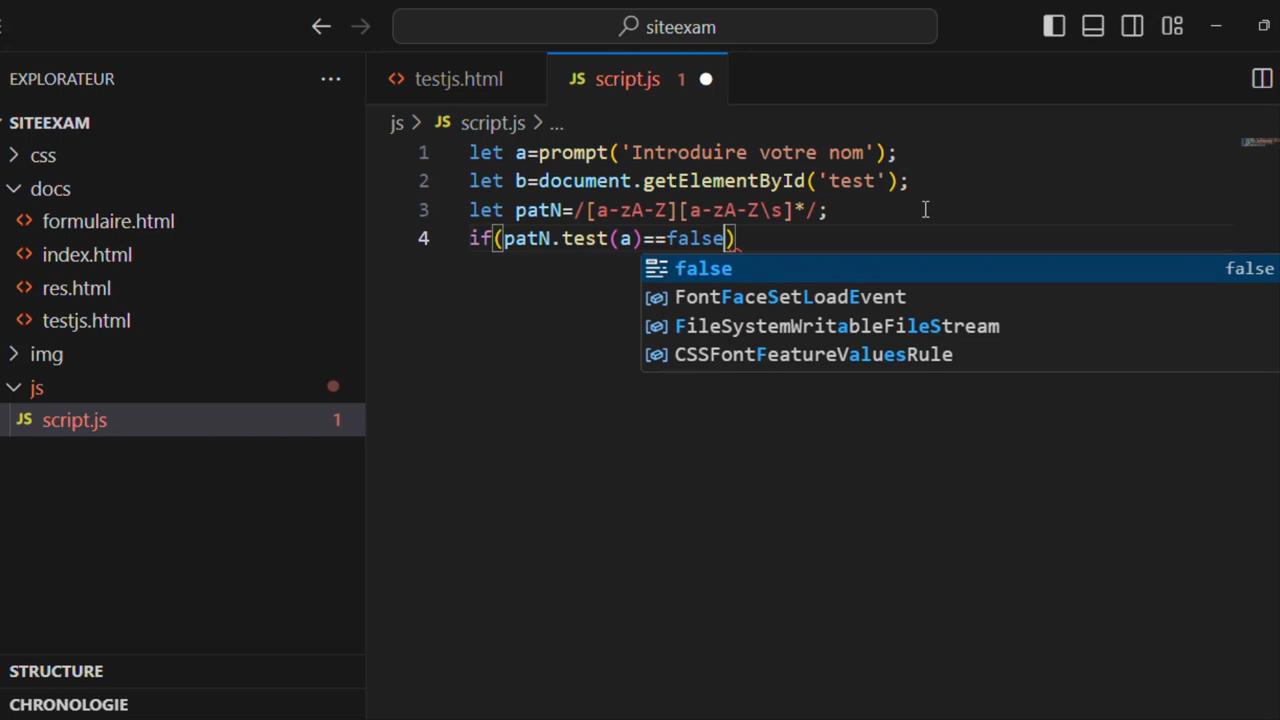 siteexam
EXPLORATEUR
testjs.html
script.js 1
SITEEXAM
js > JS script.js > ...
css
docs
formulaire.html
index.html
res.html
testjs.html
img
js
JS script.js 1
1 let a=prompt('Introduire votre nom');
2 let b=document.getElementById('test');
3 let patN=/[a-zA-Z][a-zA-Z\s]*/;
4 if(patN.test(a)==false)
false false
FontFaceSetLoadEvent
FileSystemWritableFileStream
CSSFontFeatureValuesRule
STRUCTURE
CHRONOLOGIE